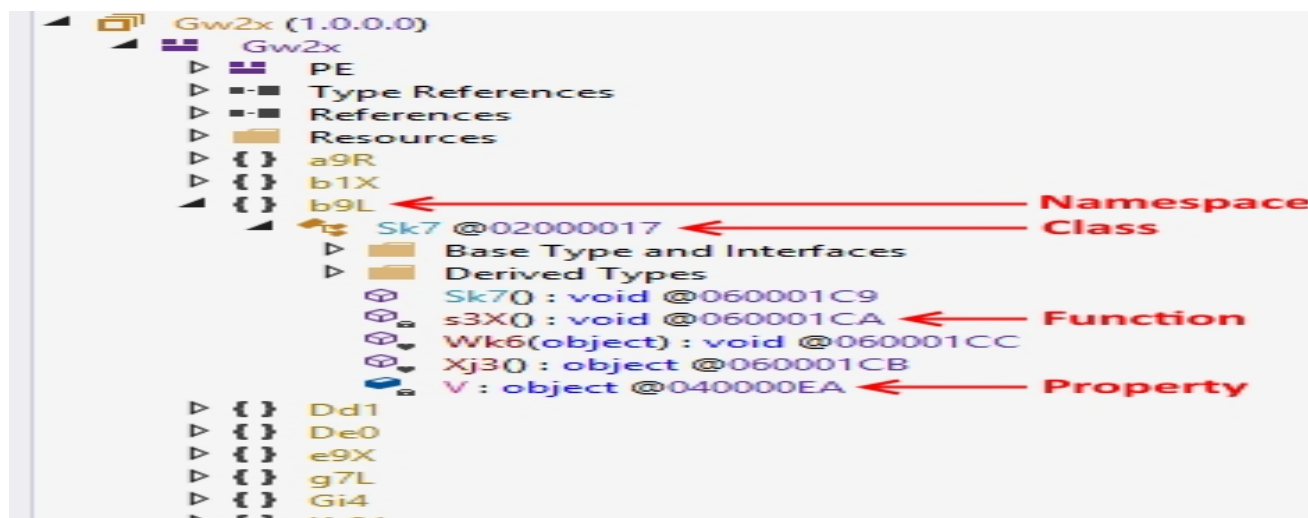 Gw2x (1.0.0.0)
Gw2x
PE
Type References
References
Resources
{ } a9R
{ } b1X
{ } b9L Namespace
Sk7 @02000017 Class
Base Type and Interfaces
Derived Types
Sk7() : void @060001C9
s3X() : void @060001CA Function
Wk6(object) : void @060001CC
Xj3() : object @060001CB
V : object @040000EA Property
{ } Dd1
{ } De0
{ } e9X
{ } g7L
{ } Gi4